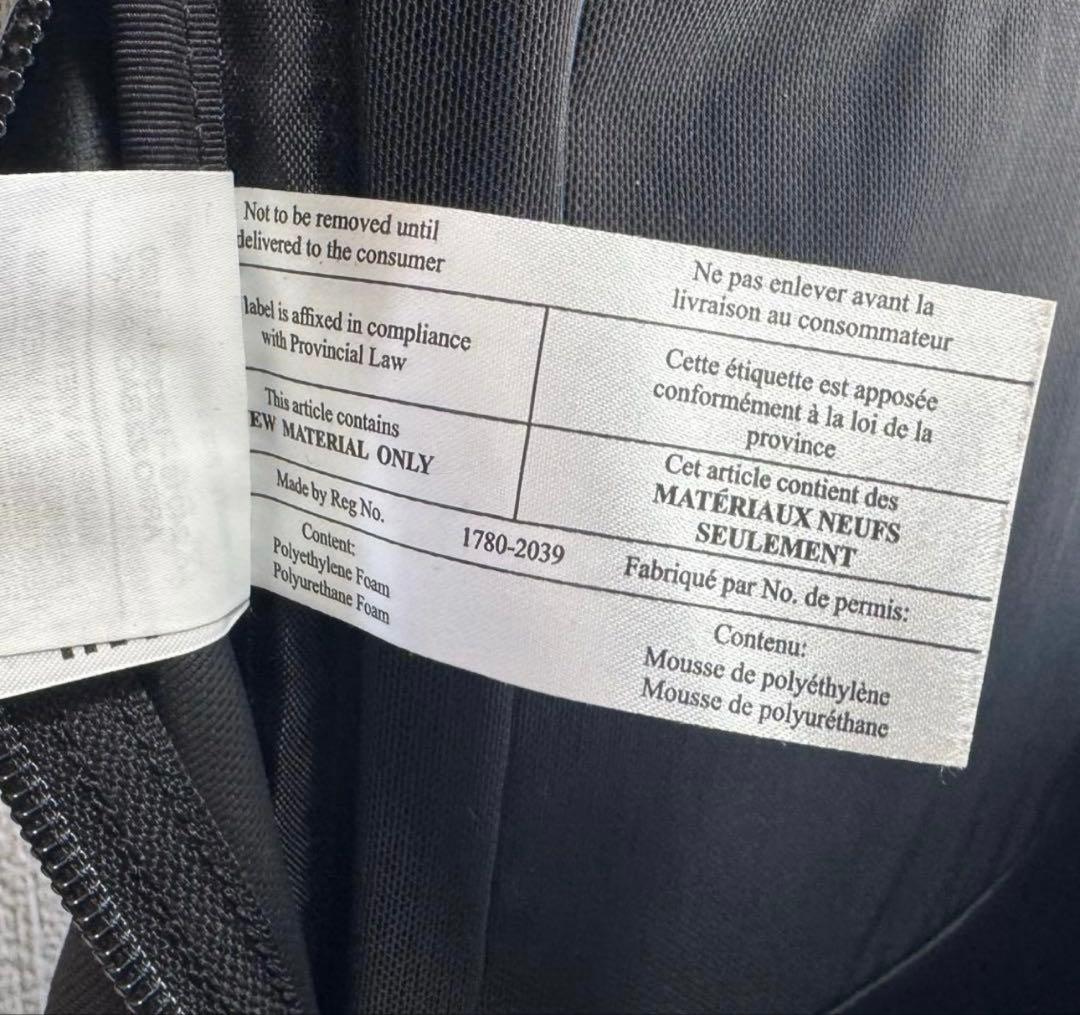 Not to be removed until
delivered to the consumer
Ne pas enlever avant la
livraison au consommateur
label is affixed in compliance
with Provincial Law
Cette étiquette est apposée
conformément à la loi de la
province
This article contains
EW MATERIAL ONLY
Cet article contient des
MATÉRIAUX NEUFS
SEULEMENT
Made by Reg No.
1780-2039
Fabriqué par No. de permis:
Content:
Polyethylene Foam
Polyurethane Foam
Contenu:
Mousse de polyéthylène
Mousse de polyuréthane